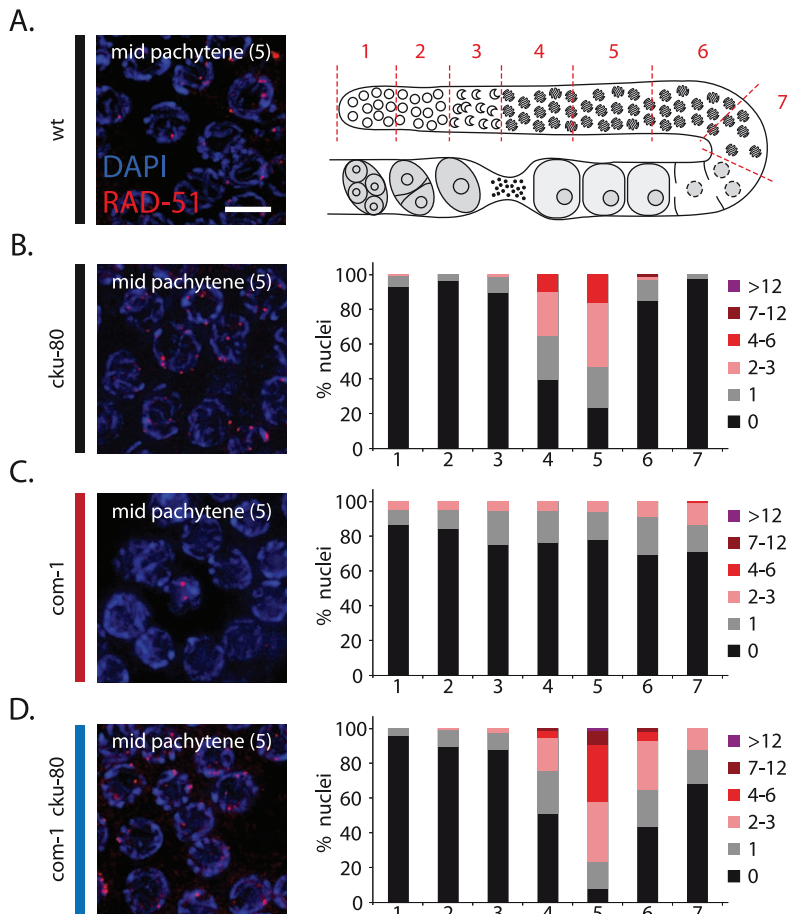 A.
wt
mid pachytene (5)
DAPI
RAD-51
1 2 3 4 5 6 7
B.
cku-80
mid pachytene (5)
% nuclei
100
80
60
40
20
0
1 2 3 4 5 6 7
>12
7-12
4-6
2-3
1
0
C.
com-1
mid pachytene (5)
% nuclei
100
80
60
40
20
0
1 2 3 4 5 6 7
>12
7-12
4-6
2-3
1
0
D.
com-1 cku-80
mid pachytene (5)
% nuclei
100
80
60
40
20
0
1 2 3 4 5 6 7
>12
7-12
4-6
2-3
1
0